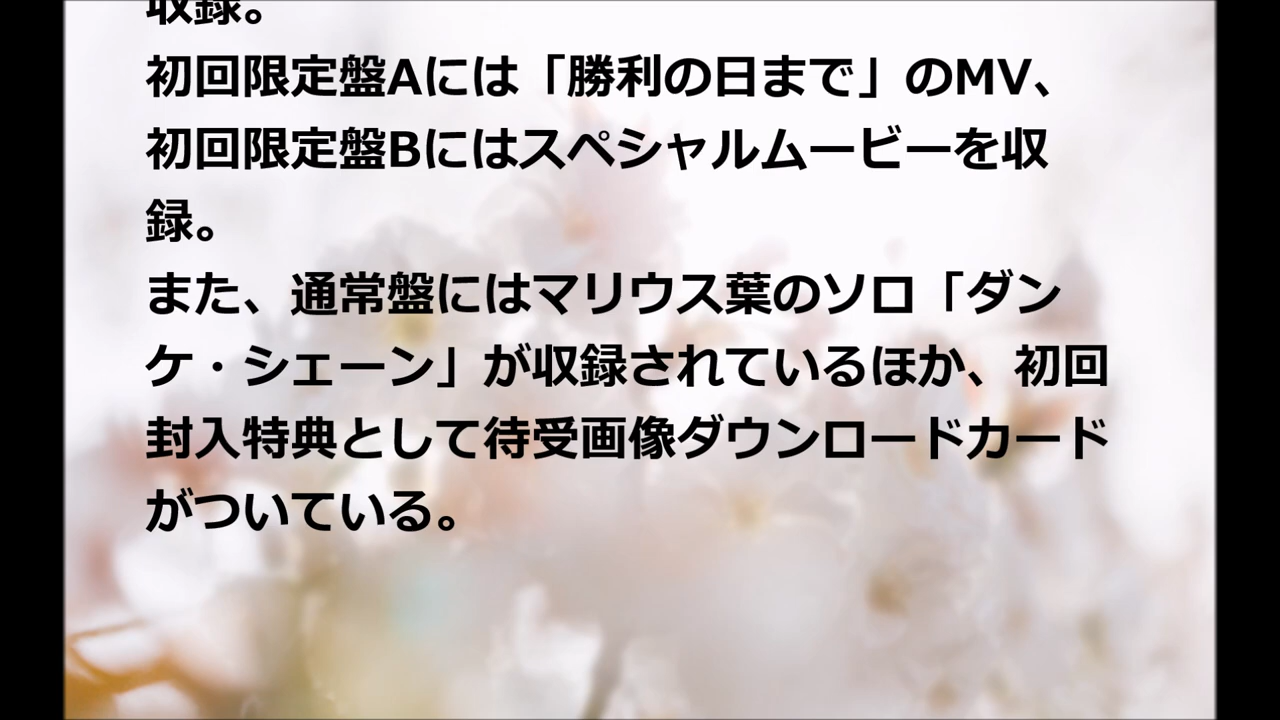 収録。
初回限定盤Aには「勝利の日まで」のMV、
初回限定盤Bにはスペシャルムービーを収
録。
また、通常盤にはマリウス葉のソロ「ダン
ケ・シェーン」が収録されているほか、初回
封入特典として待受画像ダウンロードカード
がついている。